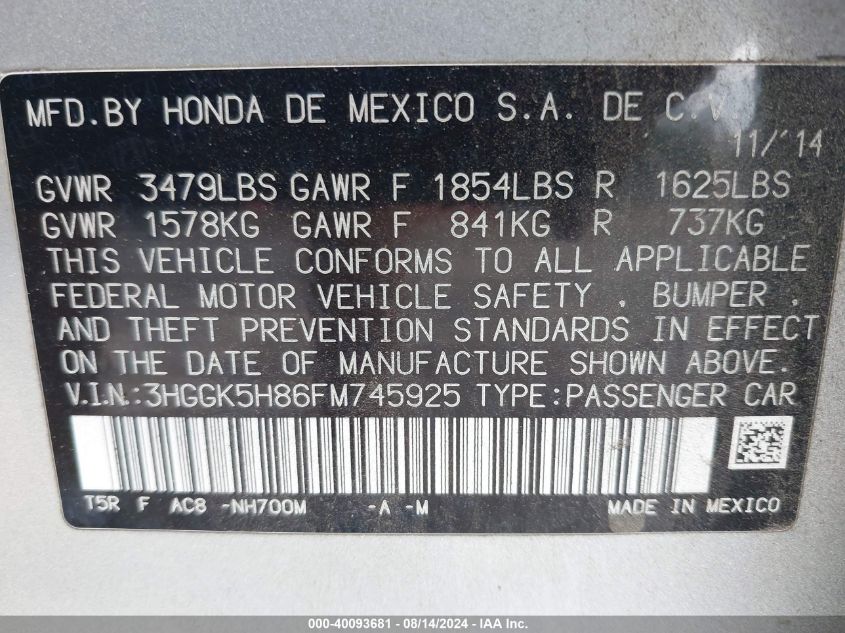 MFD.BY HONDA DE MEXICO S.A. DE C.V.
11/'14
GVWR 3479LBS GAWR F 1854LBS R 1625LBS
GVWR 1578KG GAWR F 841KG R 737KG
THIS VEHICLE CONFORMS TO ALL APPLICABLE
FEDERAL MOTOR VEHICLE SAFETY , BUMPER ,
AND THEFT PREVENTION STANDARDS IN EFFECT
ON THE DATE OF MANUFACTURE SHOWN ABOVE.
V.I.N.:3HGGK5H86FM745925 TYPE:PASSENGER CAR
T5R F AC8 -NH700M -A -M MADE IN MEXICO
000-40093681 / 08/14/2024 / IAA, Inc.